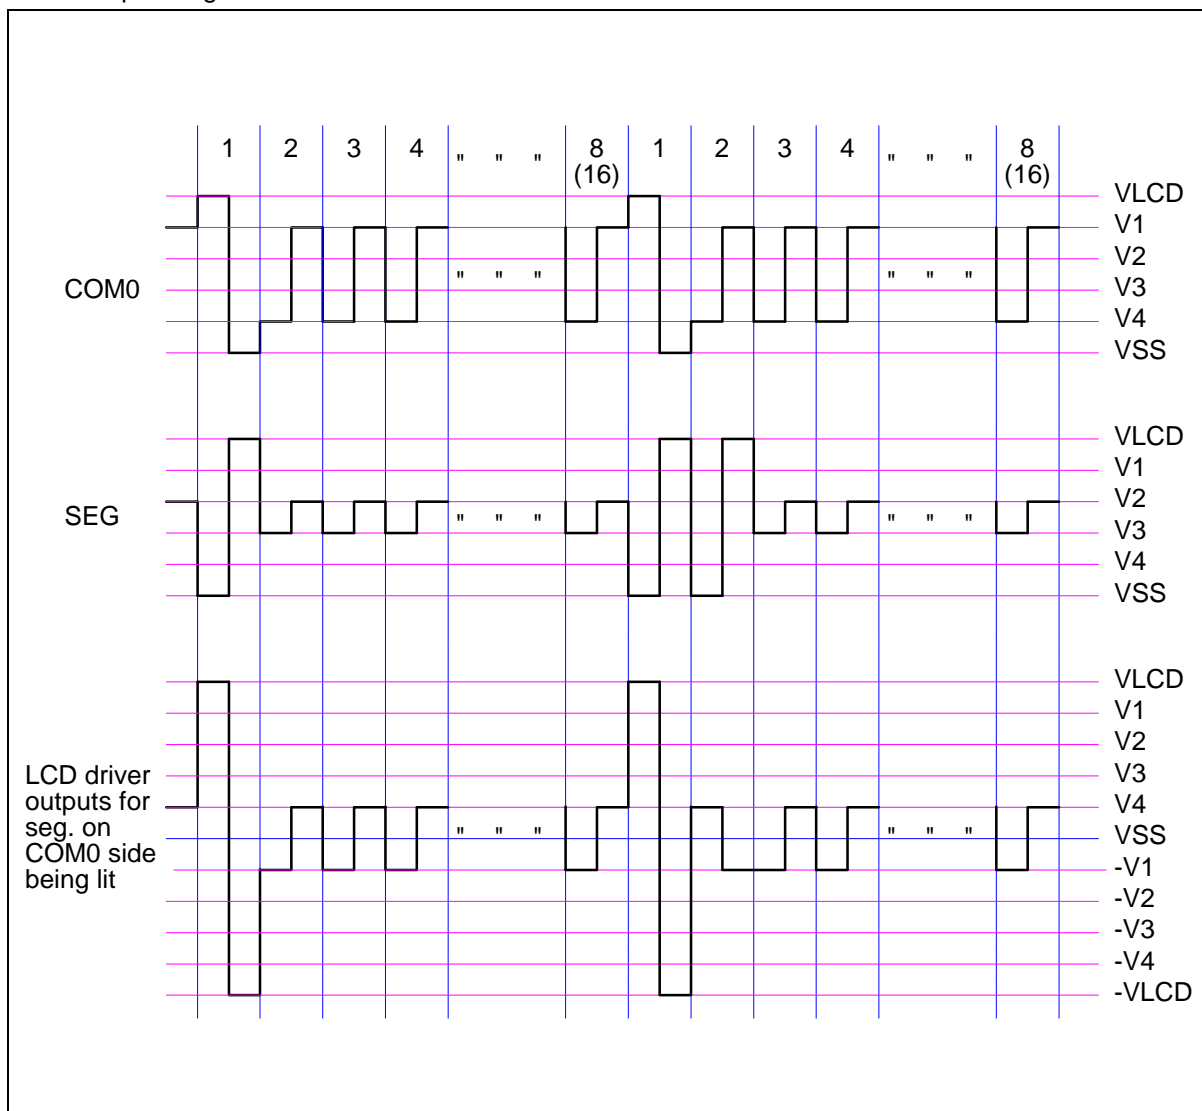 1 2 3 4 " " " 8 1 2 3 4 " " " 8
(16) (16)
VLCD
V1
V2
COM0 " " " " " "
V3
V4
VSS
VLCD
V1
V2
SEG " " " " " "
V3
V4
VSS
VLCD
V1
V2
V3
LCD driver
outputs for
seg. on
COM0 side
being lit
V4
" " " " " " VSS
-V1
-V2
-V3
-V4
-VLCD